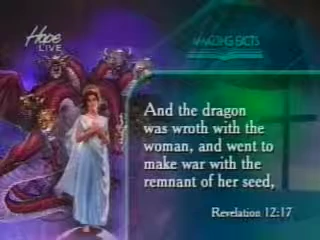 Hope
LIVE
AMAZING FACTS
And the dragon
was wroth with the
woman, and went to
make war with the
remnant of her seed,
Revelation 12:17